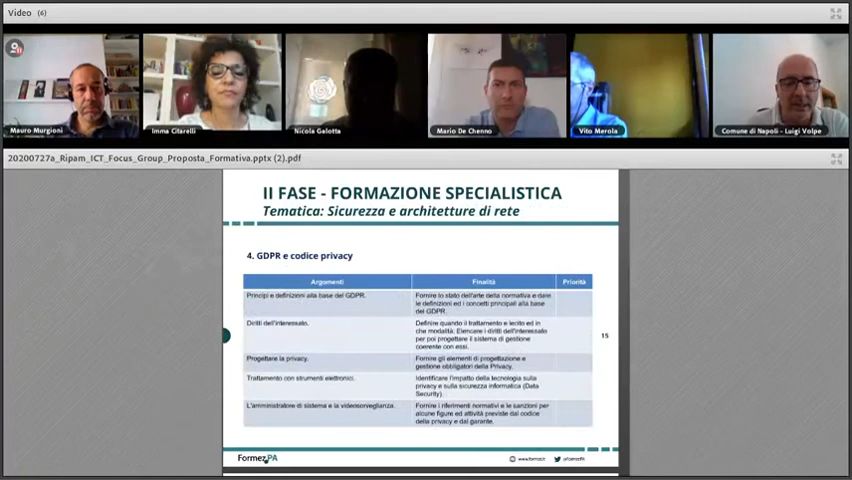 Video (6)
Mauro Murgioni
Imma Citarelli
Nicola Galotta
Mario De Chenno
Vito Merola
Comune di Napoli - Luigi Volpe
20200727a_Ripam_ICT_Focus_Group_Proposta_Formativa.pptx (2).pdf
II FASE - FORMAZIONE SPECIALISTICA
Tematica: Sicurezza e architetture di rete
4. GDPR e codice privacy
Argomenti
Finalità
Priorità
Principi e definizioni alla base del GDPR.
Fornire lo stato dell'arte della normativa e dare
le definizioni ed i concetti principali alla base
del GDPR.
Diritti dell'interessato.
Definire quando il trattamento e lecito ed in
che modalità. Elencare i diritti dell'interessato
per poi progettare il sistema di gestione
coerente con essi.
Progettare la privacy.
Fornire gli elementi di progettazione e
gestione obbligatori della Privacy.
Trattamento con strumenti elettronici.
Identificare l'impatto della tecnologia sulla
privacy e sulla sicurezza informatica (Data
Security)
L'amministratore di sistema e la videosorveglianza.
Fornire i riferimenti normativi e le sanzioni per
alcune figure ed attività previste dal codice
della privacy e dal garante.
15
FormezPA
www.formez.it
@FormezPA